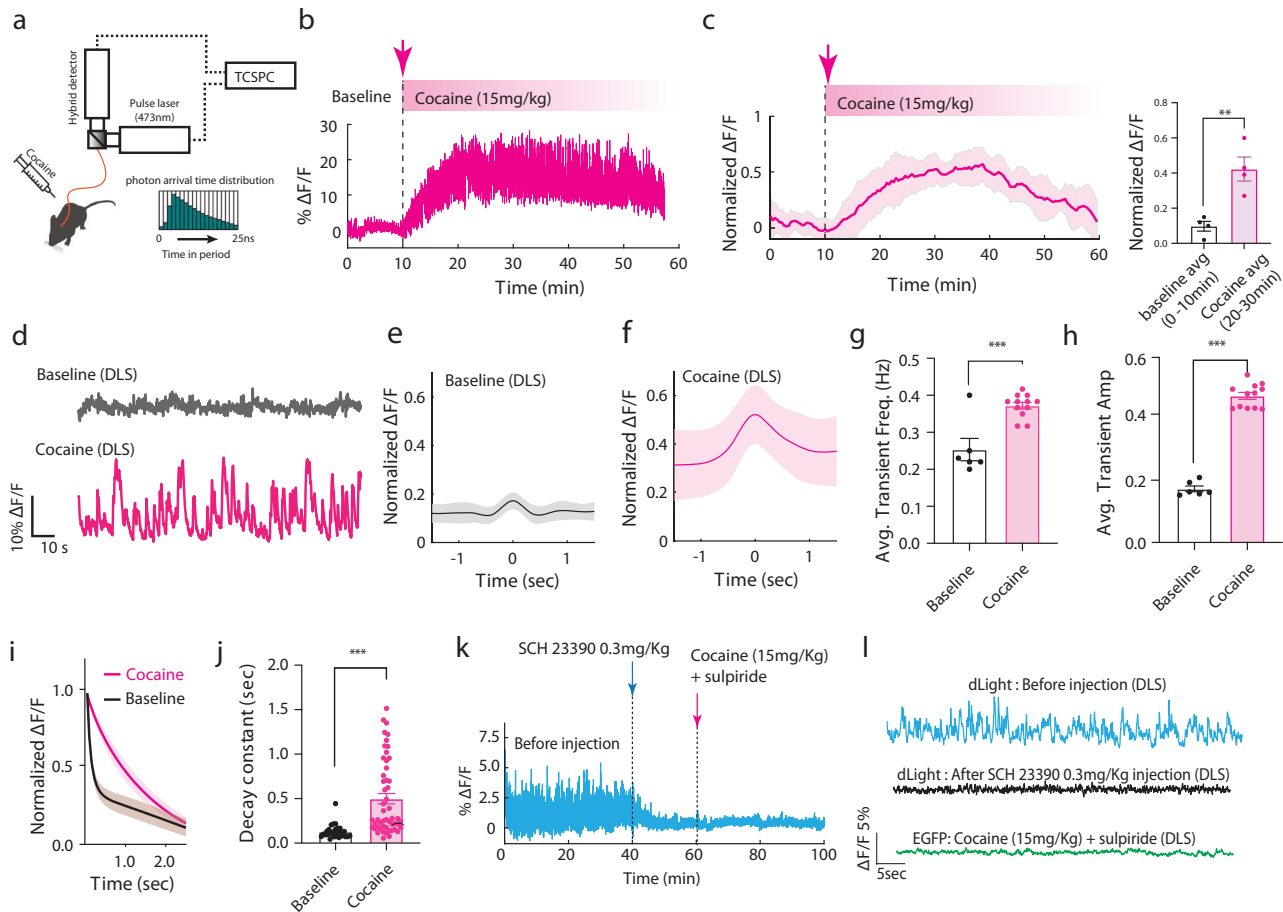 a
Hybrid detector
TCSPC
Pulse laser
(473nm)
Cocaine
photon arrival time distribution
0
25ns
Time in period
b
Baseline
Cocaine (15mg/kg)
% ΔF/F
30
20
10
0
0
10
20
30
40
50
60
Time (min)
c
Cocaine (15mg/kg)
Normalized ΔF/F
1
0.5
0
0
10
20
30
40
50
60
Time (min)
**
Normalized ΔF/F
0.8
0.6
0.4
0.2
0.0
baseline avg
(0-10min)
Cocaine avg
(20-30min)
d
Baseline (DLS)
Cocaine (DLS)
10% ΔF/F
10 s
e
Baseline (DLS)
Normalized ΔF/F
0.6
0.4
0.2
0
-1
0
1
Time (sec)
f
Cocaine (DLS)
Normalized ΔF/F
0.6
0.4
0.2
0
-1
0
1
Time (sec)
g
***
Avg. Transient Freq. (Hz)
0.5
0.4
0.3
0.2
0.1
0.0
Baseline
Cocaine
h
***
Avg. Transient Amp
0.6
0.4
0.2
0.0
Baseline
Cocaine
i
Cocaine
Baseline
Normalized ΔF/F
1.0
0.5
0
1.0
2.0
Time (sec)
j
***
Decay constant (sec)
2.0
1.5
1.0
0.5
0.0
Baseline
Cocaine
k
SCH 23390 0.3mg/Kg
Cocaine (15mg/Kg)
+ sulpiride
Before injection
% ΔF/F
7.5
5.0
2.5
0
0
20
40
60
80
100
Time (min)
l
dLight : Before injection (DLS)
dLight : After SCH 23390 0.3mg/Kg injection (DLS)
EGFP: Cocaine (15mg/Kg) + sulpiride (DLS)
ΔF/F 5%
5sec